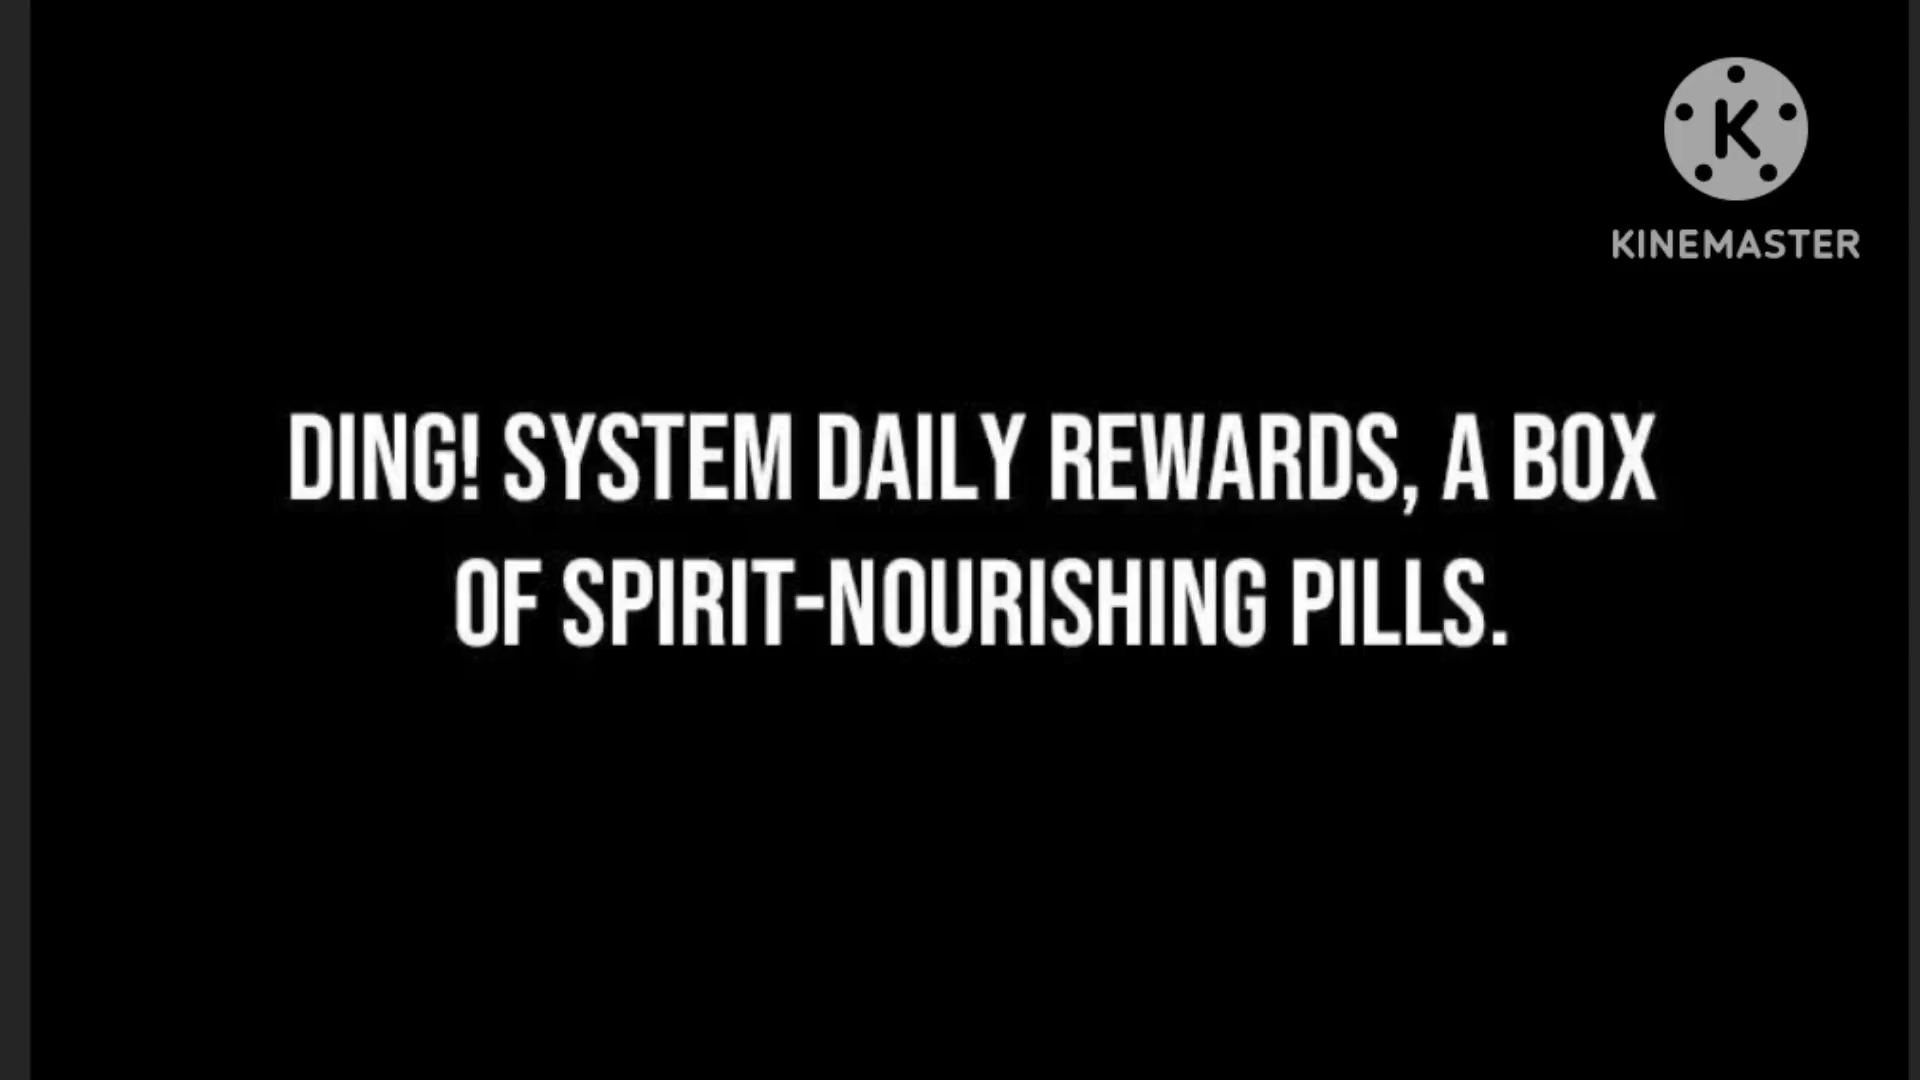 K
KINEMASTER
DING! SYSTEM DAILY REWARDS, A BOX
OF SPIRIT-NOURISHING PILLS.